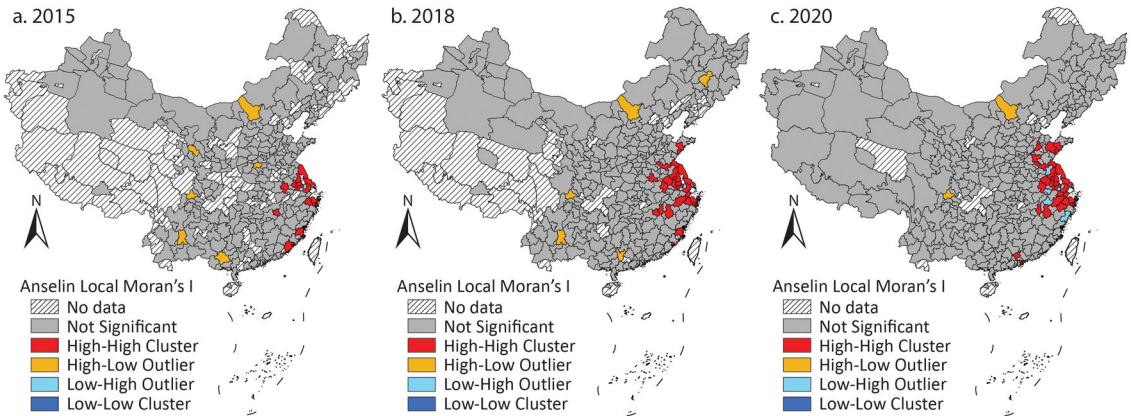 a. 2015
N
Anselin Local Moran's I
No data
Not Significant
High-High Cluster
High-Low Outlier
Low-High Outlier
Low-Low Cluster
b. 2018
N
Anselin Local Moran's I
No data
Not Significant
High-High Cluster
High-Low Outlier
Low-High Outlier
Low-Low Cluster
c. 2020
N
Anselin Local Moran's I
No data
Not Significant
High-High Cluster
High-Low Outlier
Low-High Outlier
Low-Low Cluster